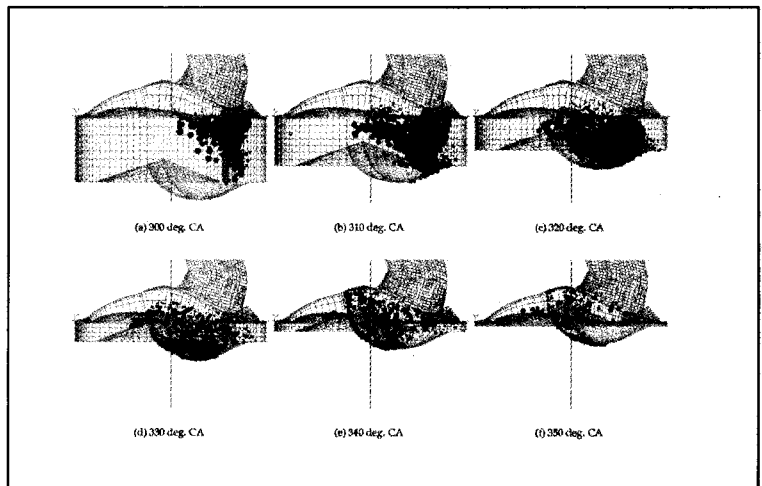 (a) 300 deg. CA
(b) 310 deg. CA
(c) 320 deg. CA
(d) 330 deg. CA
(e) 340 deg. CA
(f) 350 deg. CA